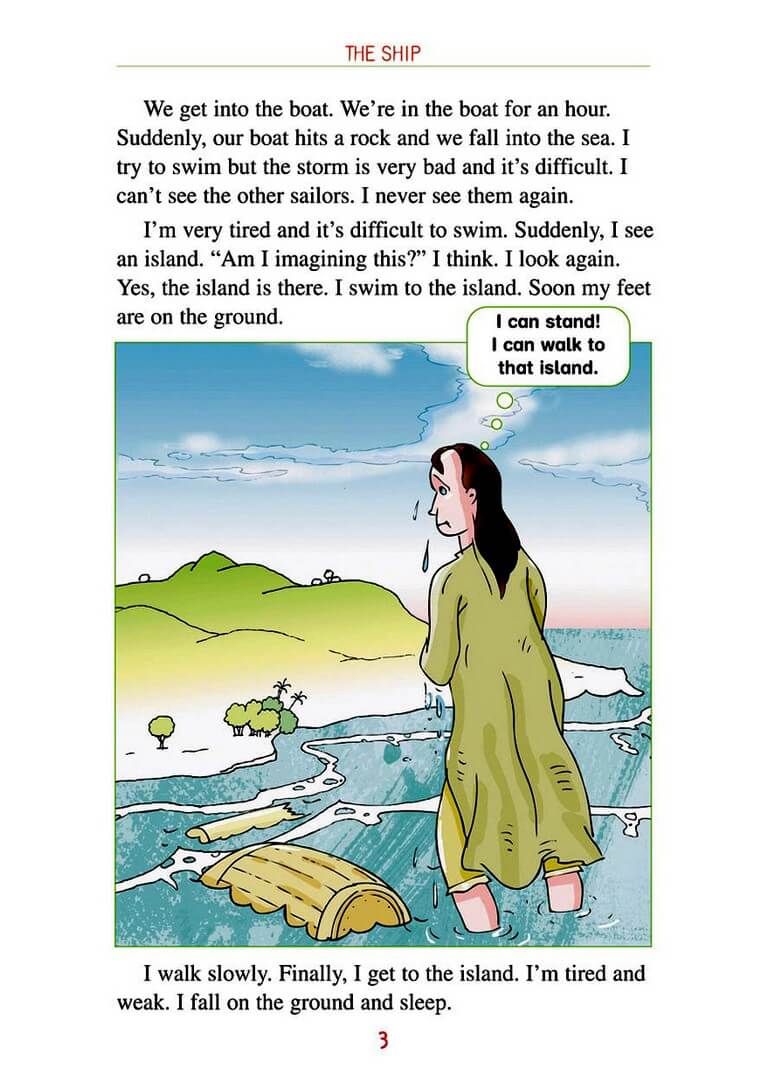 THE SHIP
We get into the boat. We're in the boat for an hour.
Suddenly, our boat hits a rock and we fall into the sea. I
try to swim but the storm is very bad and it's difficult. I
can't see the other sailors. I never see them again.
I'm very tired and it's difficult to swim. Suddenly, I see
an island. “Am I imagining this?” I think. I look again.
Yes, the island is there. I swim to the island. Soon my feet
are on the ground.
I can stand!
I can walk to
that island.
I walk slowly. Finally, I get to the island. I'm tired and
weak. I fall on the ground and sleep.
3